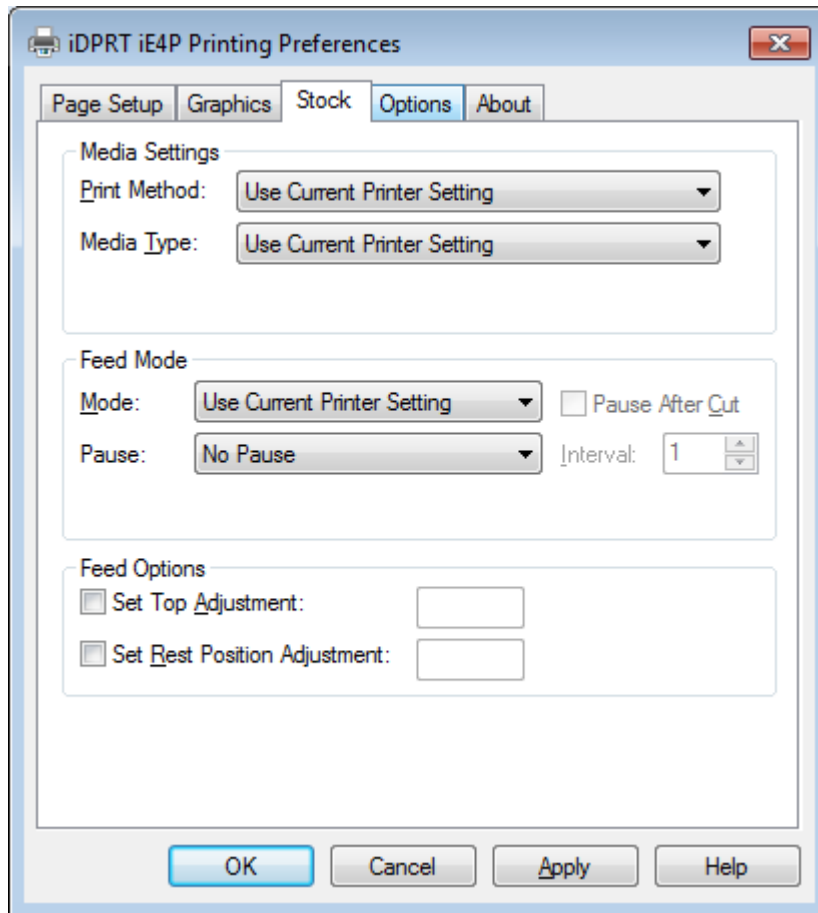 iDPRT iE4P Printing Preferences
Page Setup Graphics Stock Options About
Media Settings
Print Method: Use Current Printer Setting
Media Type: Use Current Printer Setting
Feed Mode
Mode: Use Current Printer Setting Pause After Cut
Pause: No Pause Interval: 1
Feed Options
Set Top Adjustment:
Set Rest Position Adjustment:
OK Cancel Apply Help